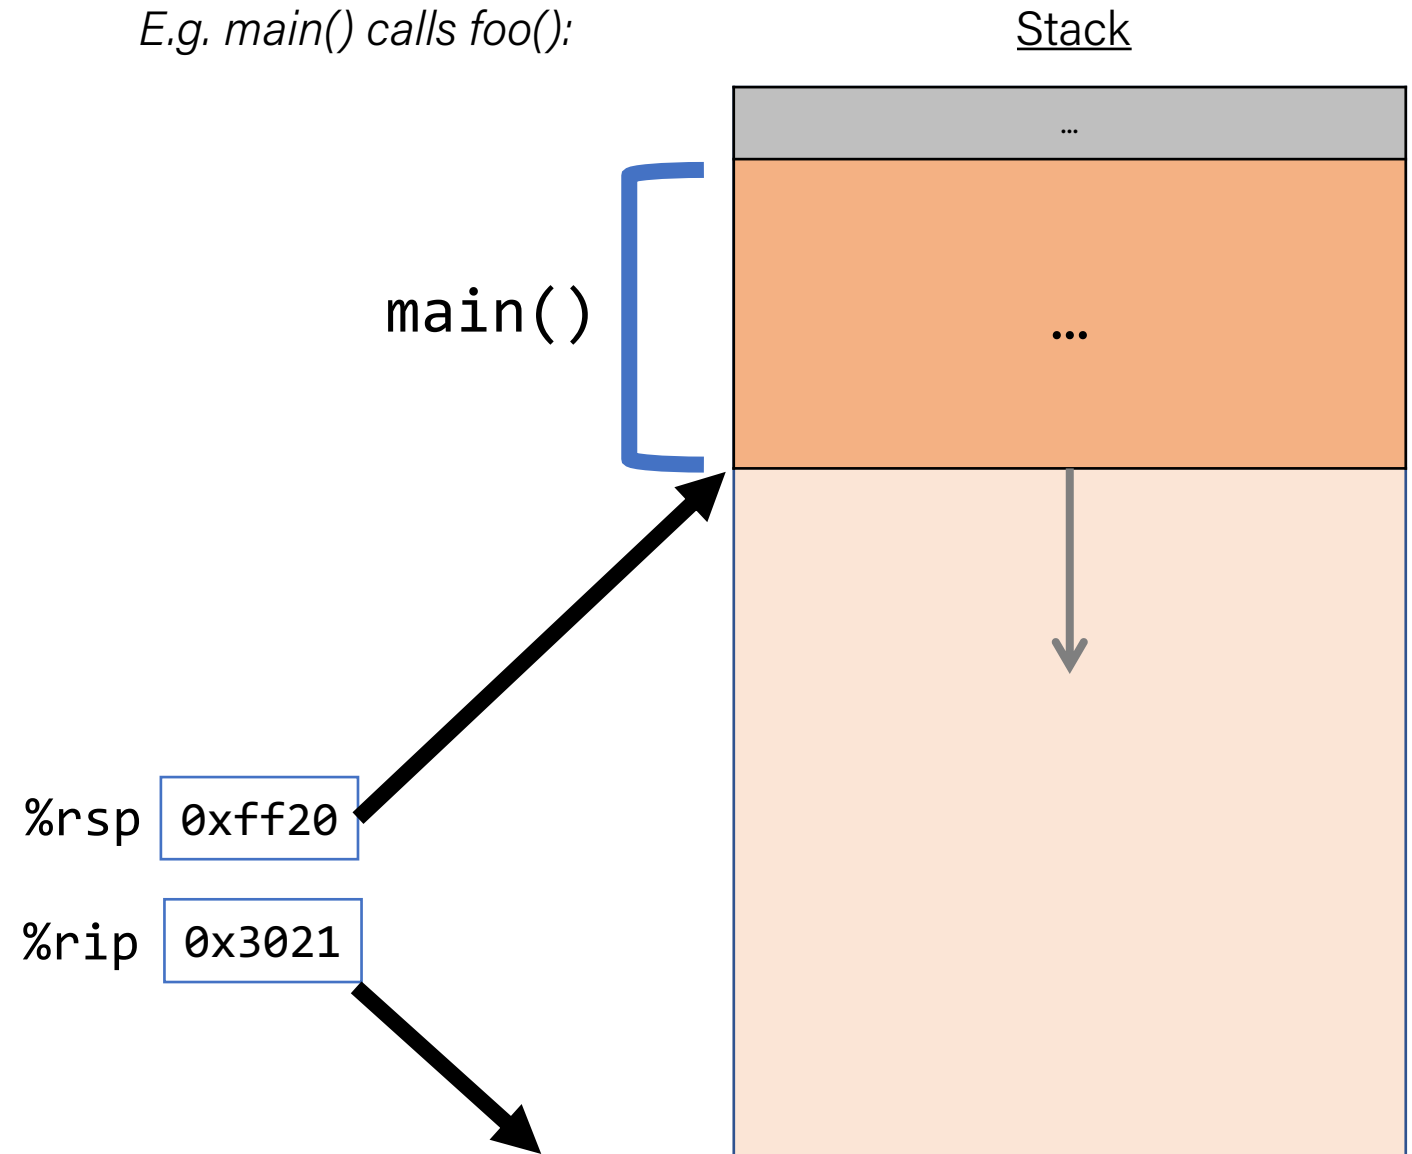 E.g. main() calls foo():
Stack
…
main()
…
%rsp 0xff20
%rip 0x3021